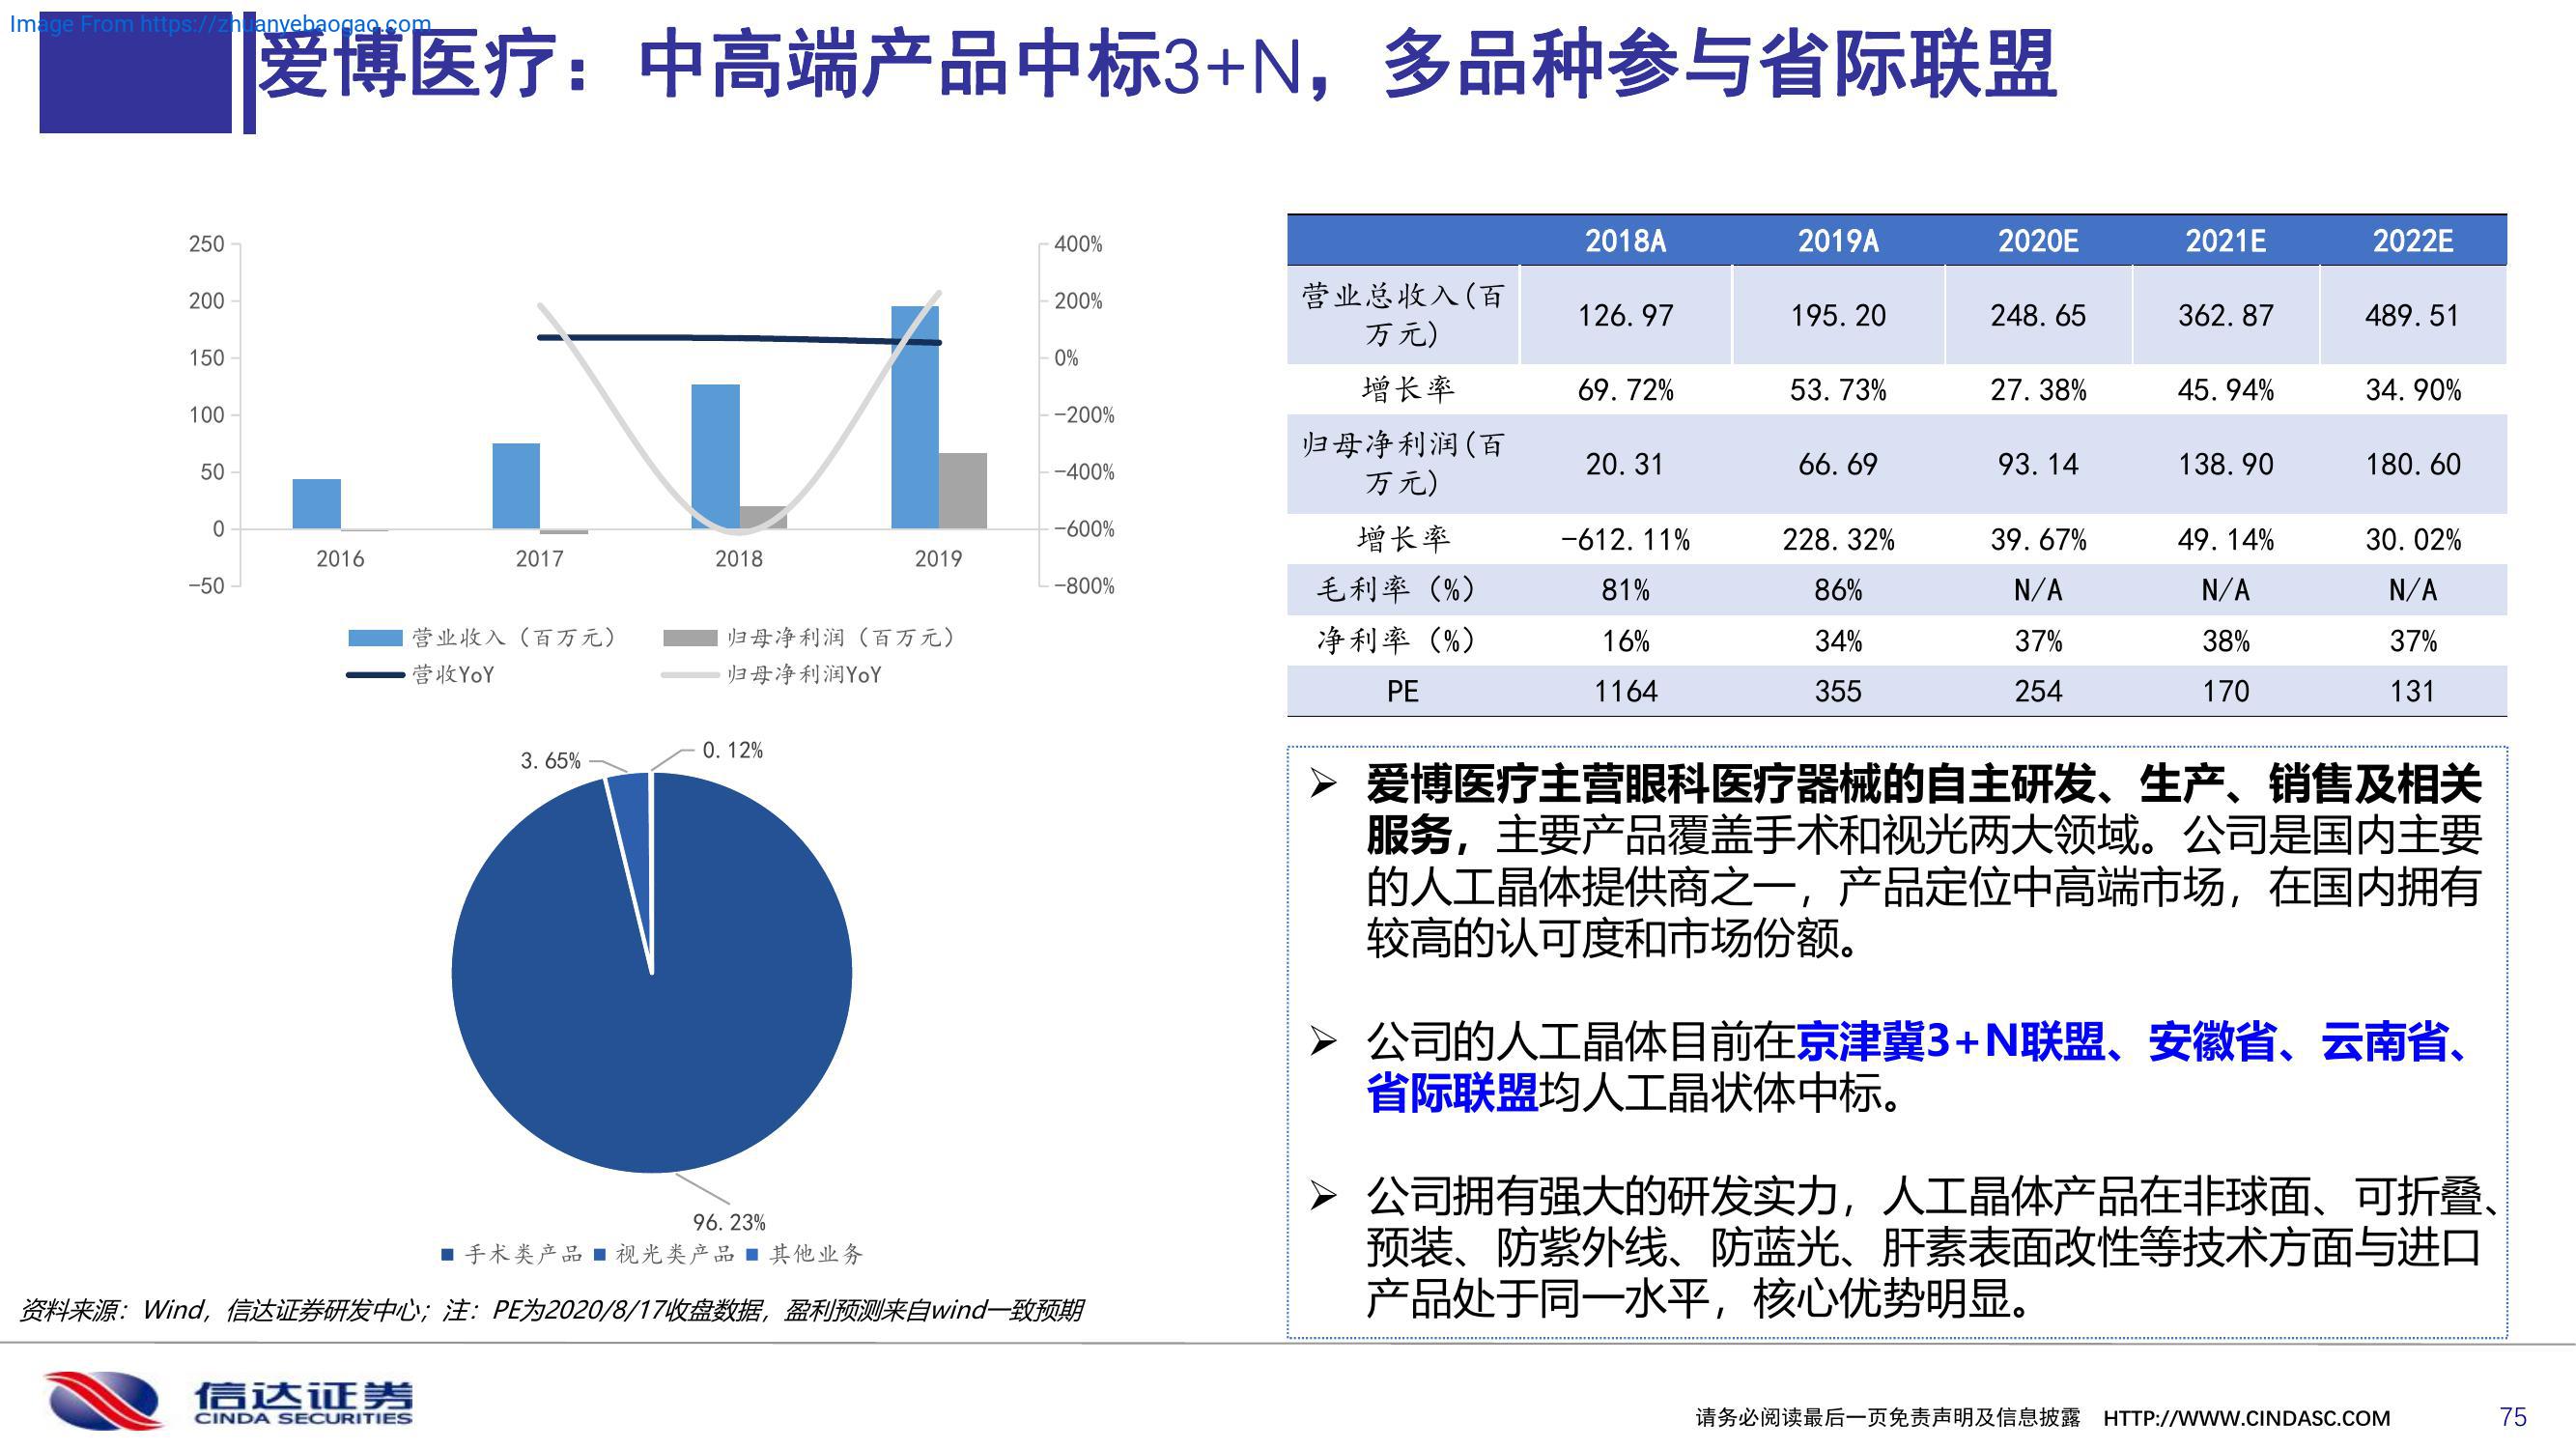 Image From https://zhuanyebaogao.com
爱博医疗：中高端产品中标3+N，多品种参与省际联盟
250
200
150
100
50
0
-50
400%
200%
0%
-200%
-400%
-600%
-800%
2016 2017 2018 2019
营业收入（百万元） 归母净利润（百万元）
营收YoY 归母净利润YoY
3.65% 0.12%
96.23%
手术类产品 视光类产品 其他业务
资料来源：Wind，信达证券研发中心；注：PE为2020/8/17收盘数据，盈利预测来自wind一致预期
2018A 2019A 2020E 2021E 2022E
营业总收入(百
万元) 126.97 195.20 248.65 362.87 489.51
增长率 69.72% 53.73% 27.38% 45.94% 34.90%
归母净利润(百
万元) 20.31 66.69 93.14 138.90 180.60
增长率 -612.11% 228.32% 39.67% 49.14% 30.02%
毛利率（%） 81% 86% N/A N/A N/A
净利率（%） 16% 34% 37% 38% 37%
PE 1164 355 254 170 131
➢ 爱博医疗主营眼科医疗器械的自主研发、生产、销售及相关
服务，主要产品覆盖手术和视光两大领域。公司是国内主要
的人工晶体提供商之一，产品定位中高端市场，在国内拥有
较高的认可度和市场份额。
➢ 公司的人工晶体目前在京津冀3+N联盟、安徽省、云南省、
省际联盟均人工晶状体中标。
➢ 公司拥有强大的研发实力，人工晶体产品在非球面、可折叠、
预装、防紫外线、防蓝光、肝素表面改性等技术方面与进口
产品处于同一水平，核心优势明显。
信达证券
CINDA SECURITIES
请务必阅读最后一页免责声明及信息披露 HTTP://WWW.CINDASC.COM 75